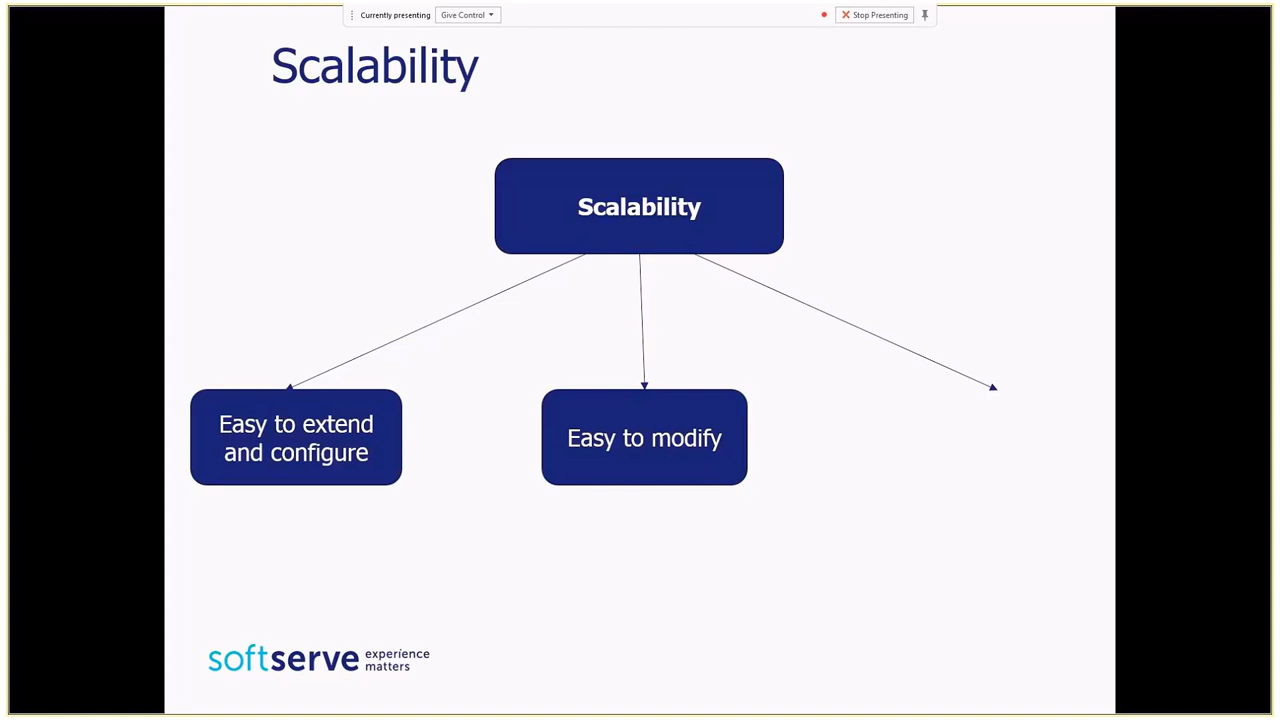 Currently presenting
Give Control
Stop Presenting
Scalability
Scalability
Easy to extend
and configure
Easy to modify
softserve
experience
matters